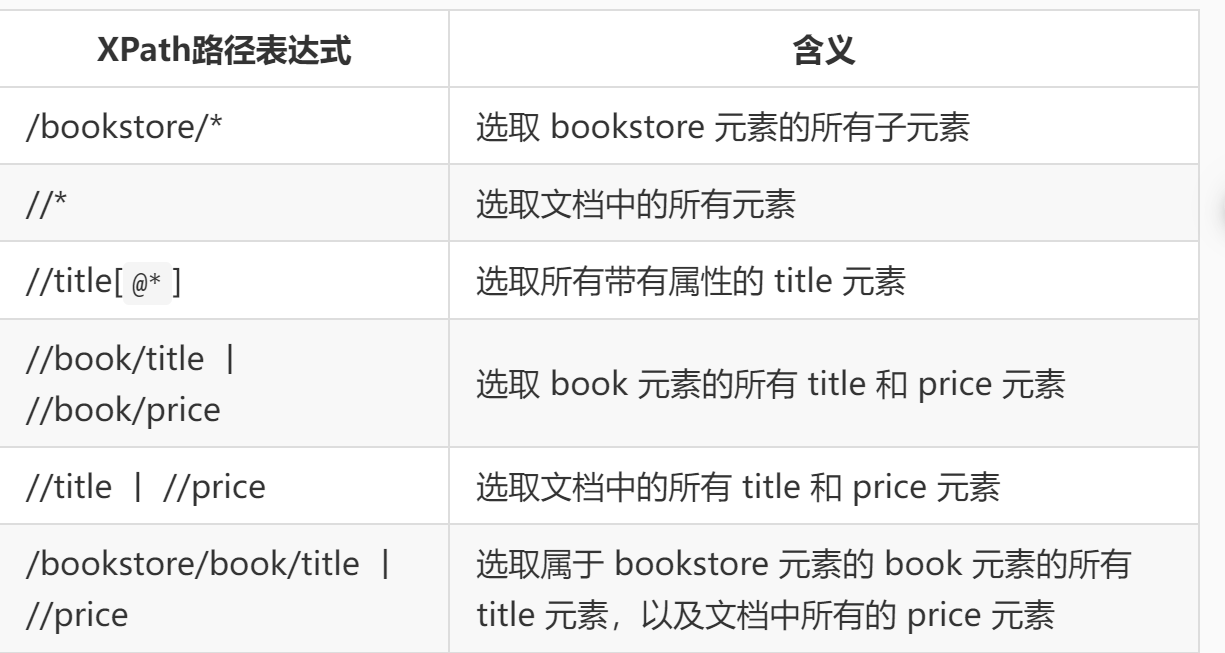 XPath路径表达式 含义
/bookstore/* 选取 bookstore 元素的所有子元素
//* 选取文档中的所有元素
//title[@*] 选取所有带有属性的 title 元素
//book/title |
//book/price
选取 book 元素的所有 title 和 price 元素
//title | //price 选取文档中的所有 title 和 price 元素
/bookstore/book/title |
//price
选取属于 bookstore 元素的 book 元素的所有
title 元素，以及文档中所有的 price 元素